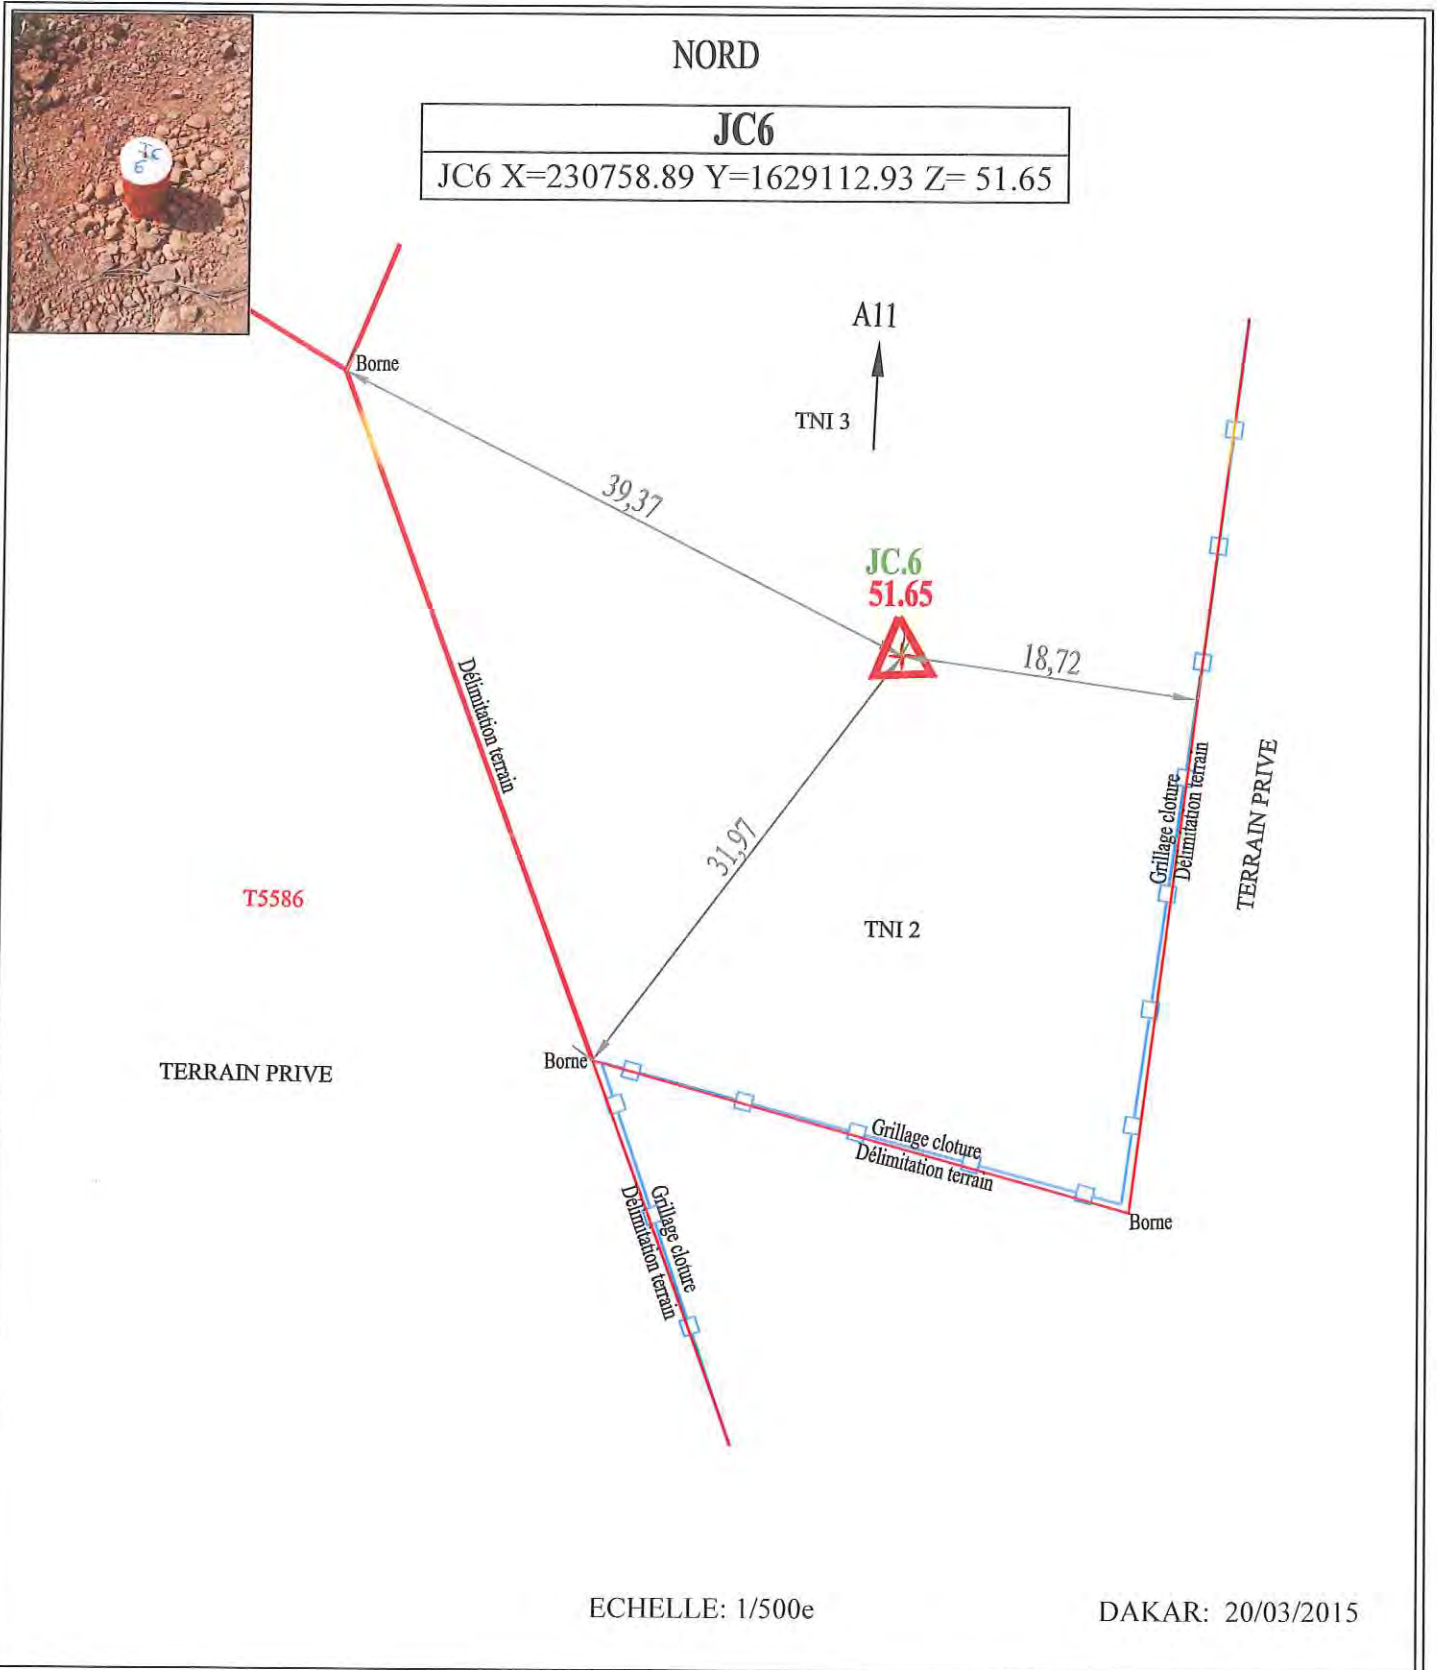 NORD
JC6
JC6 X=230758.89 Y=1629112.93 Z= 51.65
JC
6
A11
Borne
TNI 3
39,37
JC.6
51.65
18,72
Délimitation terrain
Grillage cloture
Délimitation terrain
TERRAIN PRIVE
31,97
T5586
TNI 2
Borne
TERRAIN PRIVE
Grillage cloture
Délimitation terrain
Grillage cloture
Délimitation terrain
Borne
ECHELLE: 1/500e
DAKAR: 20/03/2015